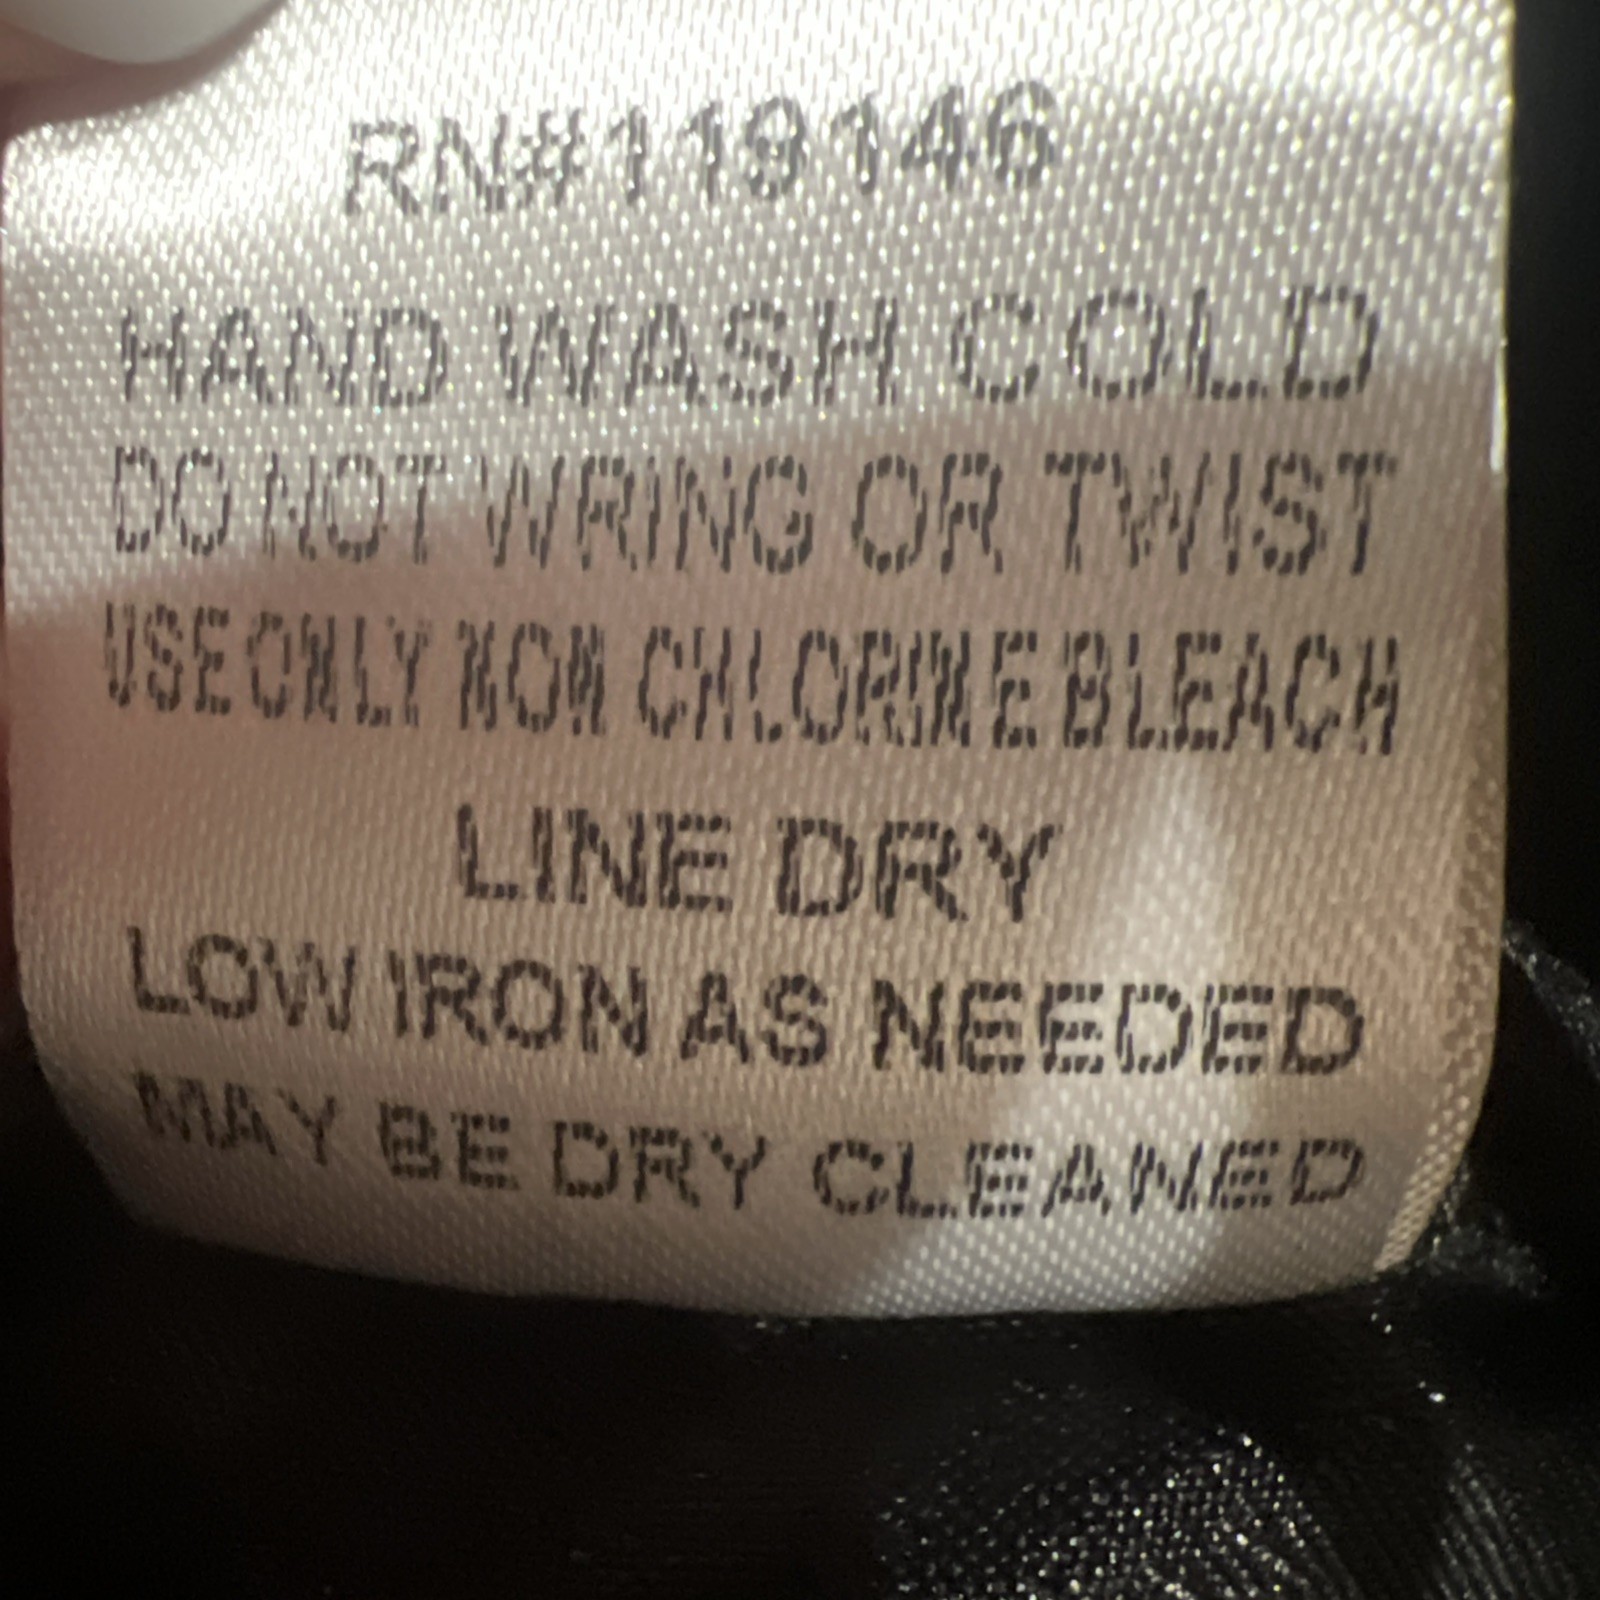 RN#119146
HAND WASH COLD
DO NOT WRING OR TWIST
USE ONLY NON CHLORINE BLEACH
LINE DRY
LOW IRON AS NEEDED
MAY BE DRY CLEANED